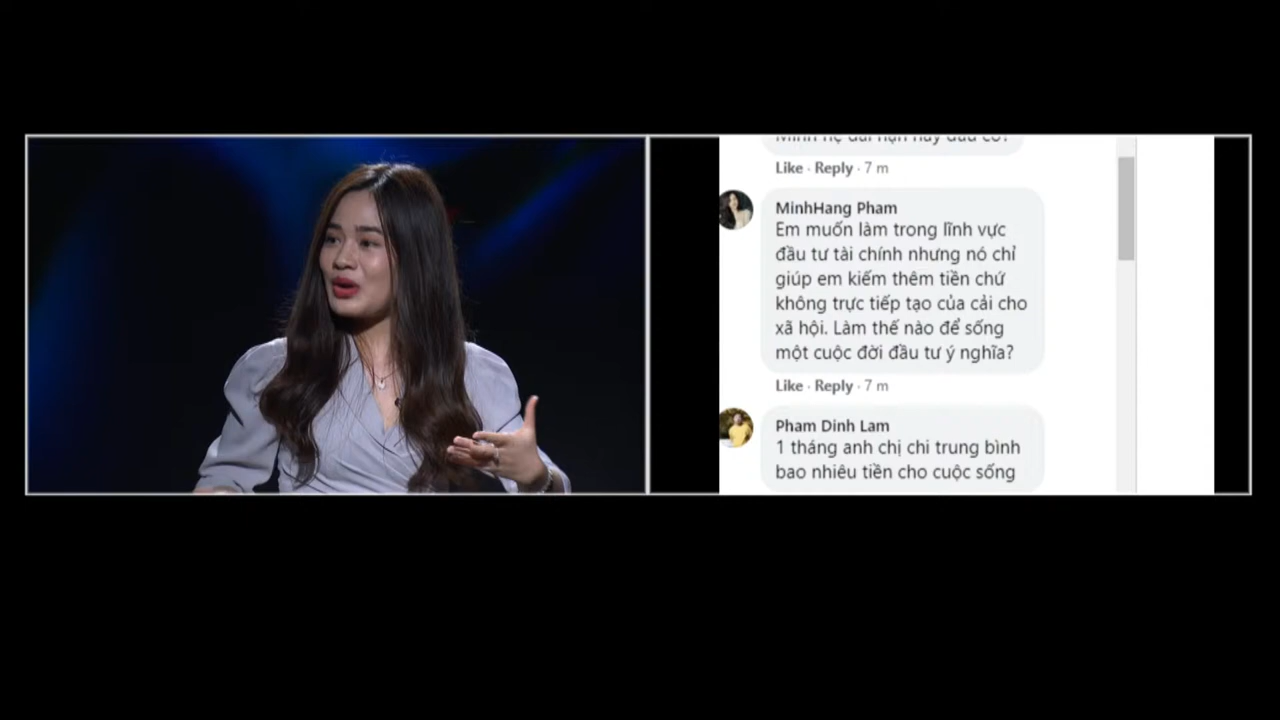 Like · Reply · 7 m
MinhHang Pham
Em muốn làm trong lĩnh vực
đầu tư tài chính nhưng nó chỉ
giúp em kiếm thêm tiền chứ
không trực tiếp tạo của cải cho
xã hội. Làm thế nào để sống
một cuộc đời đầu tư ý nghĩa?
Like · Reply · 7 m
Pham Dinh Lam
1 tháng anh chị chi trung bình
bao nhiêu tiền cho cuộc sống